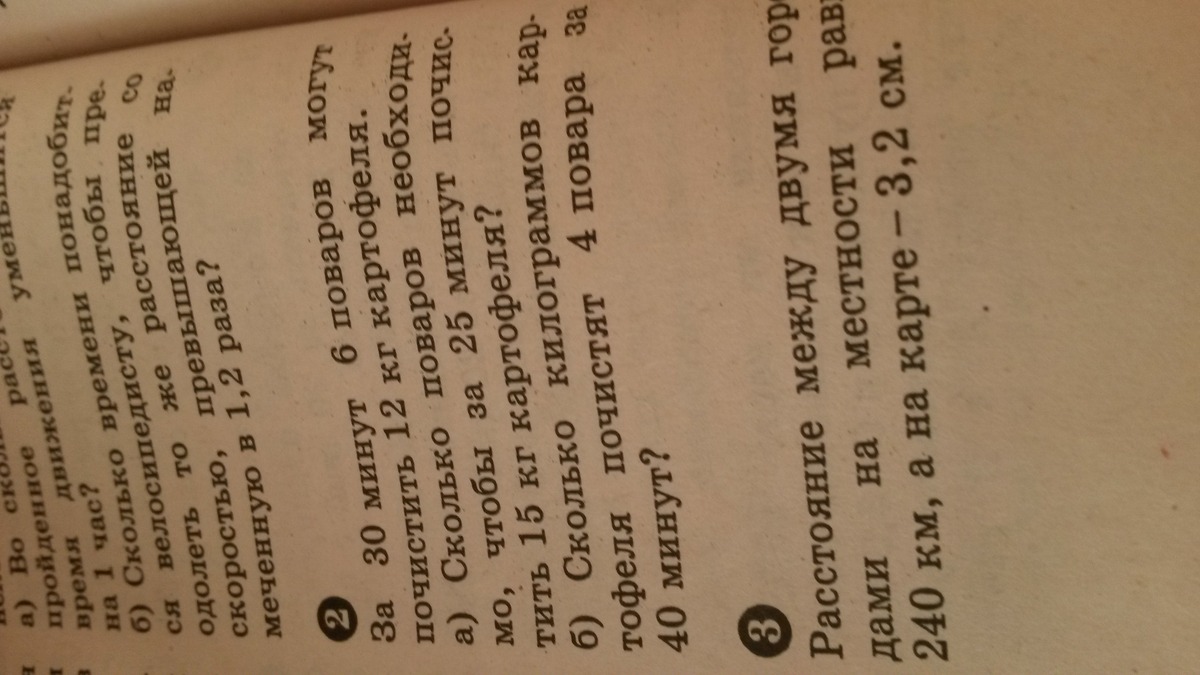 а) Во
пройденное расстояние уменьшится
время движения понадобит.
на 1 час?
б) Сколько времени понадобит.
ся велосипедисту, чтобы пре.
одолеть то же расстояние со
скоростью, превышающей на.
меченную в 1,2 раза?
2
За 30 минут 6 поваров могут
почистить 12 кг картофеля.
а) Сколько поваров необходи-
мо, чтобы за 25 минут почис-
тить 15 кг картофеля?
б) Сколько килограммов кар-
тофеля почистят 4 повара за
40 минут?
3
Расстояние между двумя гор
дами на местности рав
240 км, а на карте – 3,2 см.